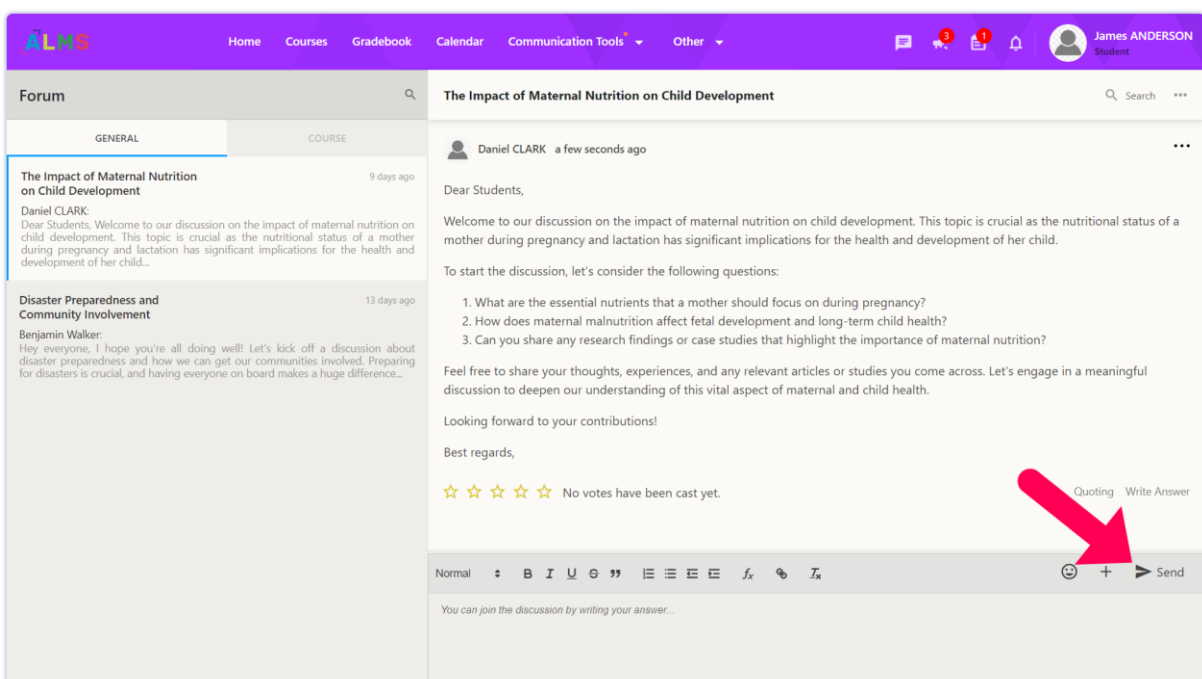 ALMS
Home Courses Gradebook Calendar Communication Tools Other
3
1
James ANDERSON
Student
Forum
GENERAL COURSE
The Impact of Maternal Nutrition
on Child Development
9 days ago
Daniel CLARK:
Dear Students, Welcome to our discussion on the impact of maternal nutrition on
child development. This topic is crucial as the nutritional status of a mother
during pregnancy and lactation has significant implications for the health and
development of her child...
Disaster Preparedness and
Community Involvement
13 days ago
Benjamin Walker:
Hey everyone, I hope you're all doing well! Let's kick off a discussion about
disaster preparedness and how we can get our communities involved. Preparing
for disasters is crucial, and having everyone on board makes a huge difference...
The Impact of Maternal Nutrition on Child Development
Search
Daniel CLARK a few seconds ago
Dear Students,
Welcome to our discussion on the impact of maternal nutrition on child development. This topic is crucial as the nutritional status of a
mother during pregnancy and lactation has significant implications for the health and development of her child.
To start the discussion, let's consider the following questions:
1. What are the essential nutrients that a mother should focus on during pregnancy?
2. How does maternal malnutrition affect fetal development and long-term child health?
3. Can you share any research findings or case studies that highlight the importance of maternal nutrition?
Feel free to share your thoughts, experiences, and any relevant articles or studies you come across. Let's engage in a meaningful
discussion to deepen our understanding of this vital aspect of maternal and child health.
Looking forward to your contributions!
Best regards,
No votes have been cast yet.
Quoting Write Answer
Normal B I U S fx Tx
Send
You can join the discussion by writing your answer...